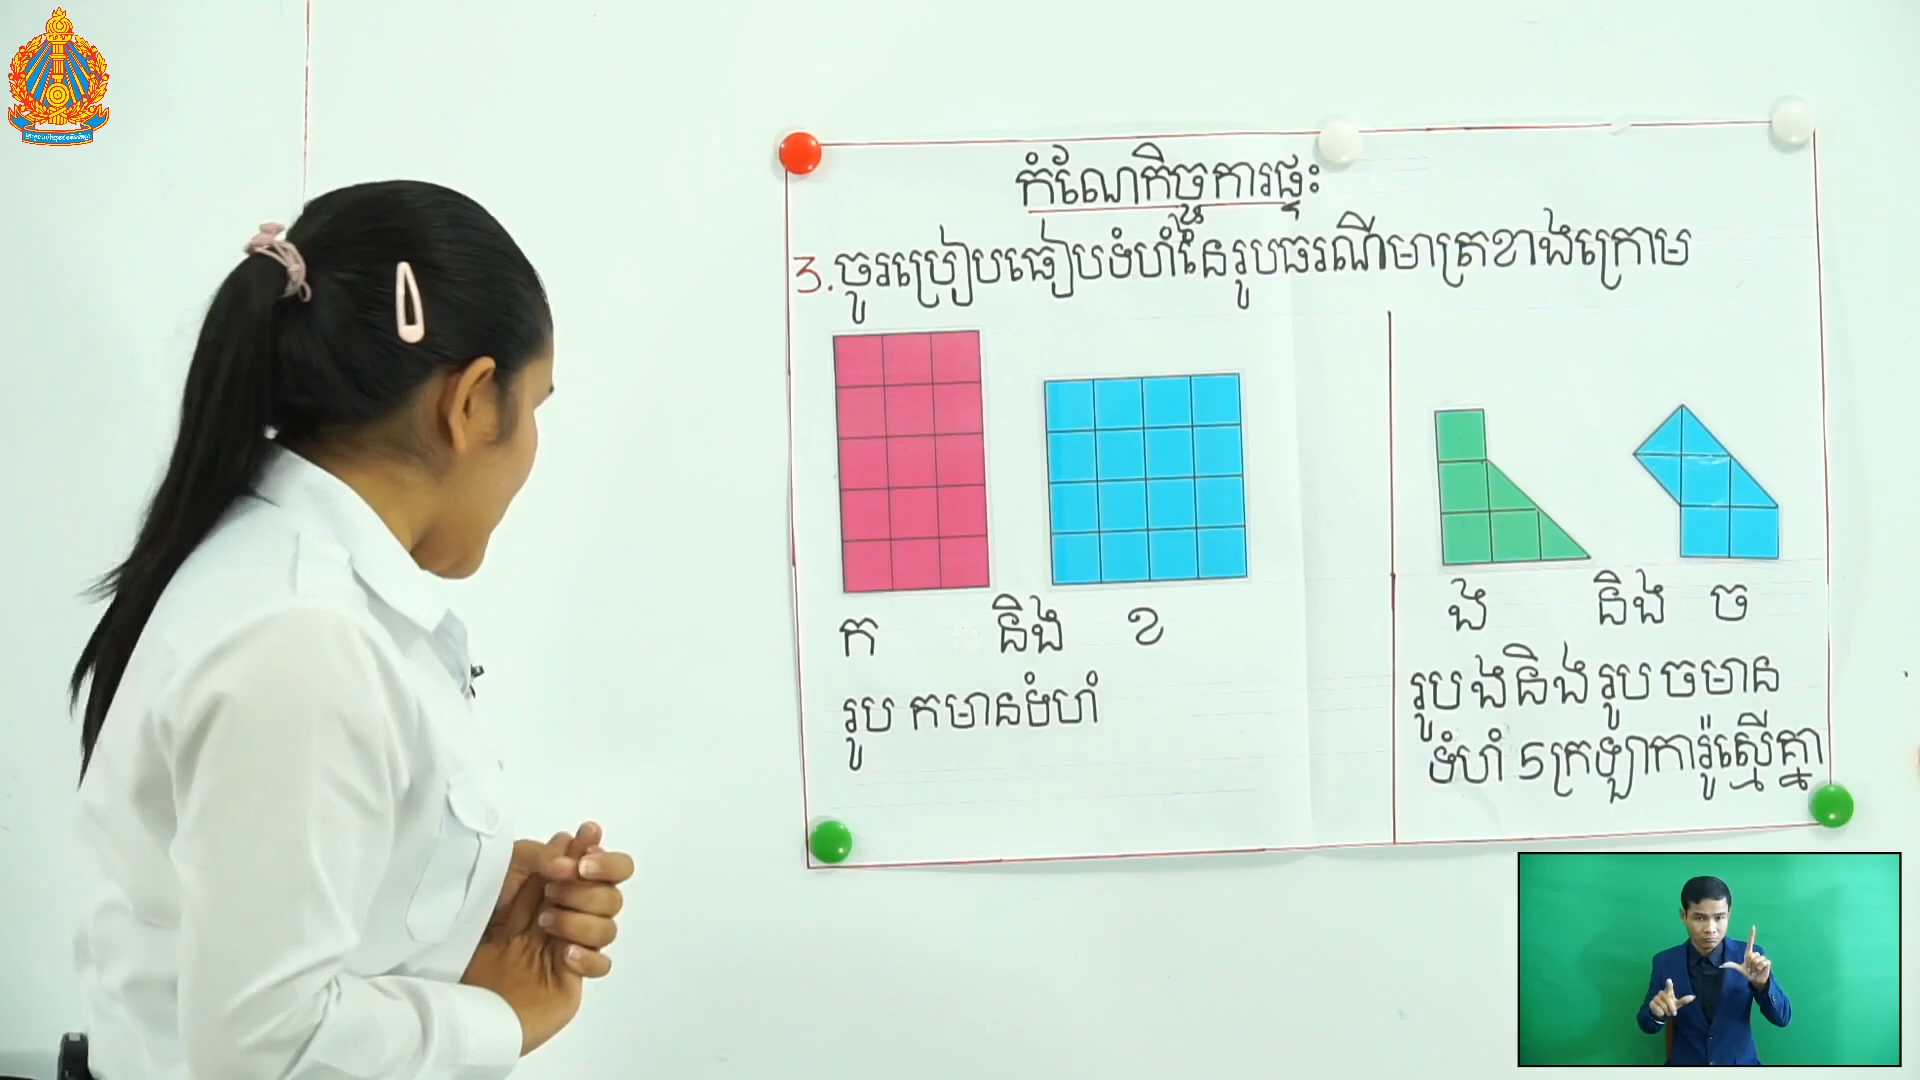 កំណែកិច្ចការផ្ទះ
3.ចូរប្រៀបធៀបទំហំនៃរូបធរណីមាត្រខាងក្រោម
ក និង ខ
រូប កមានទំហំ
ង និង ច
រូប ង និង រូប ចមាន
ទំហំ 5 ក្រឡាការ៉ូស្មើគ្នា